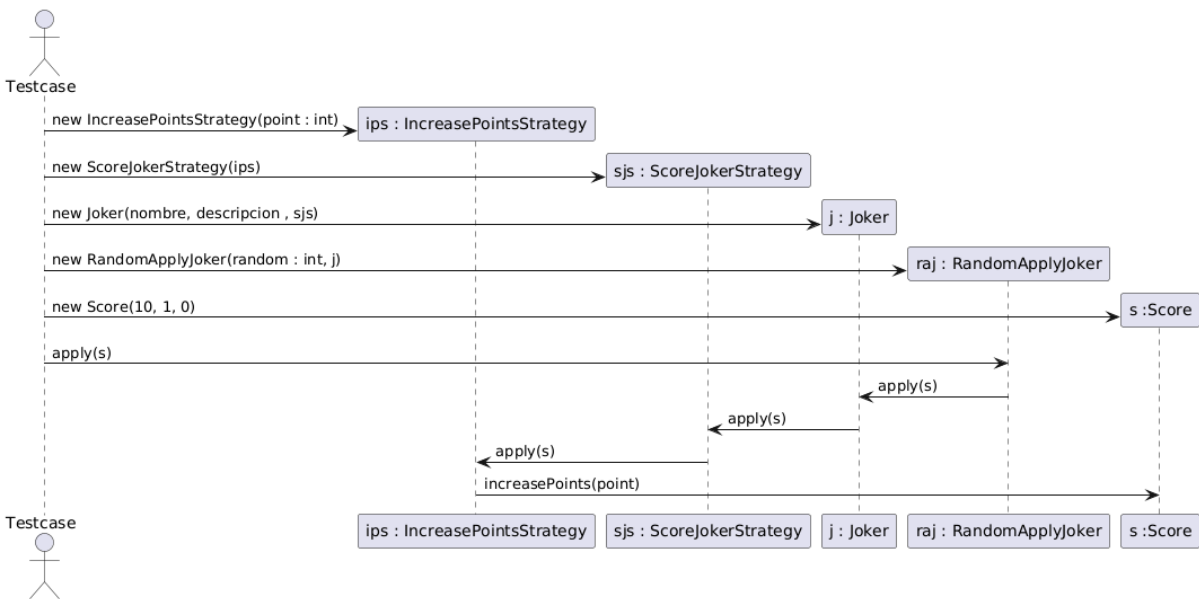 Testcase
new IncreasePointsStrategy(point : int)
ips : IncreasePointsStrategy
new ScoreJokerStrategy(ips)
sjs : ScoreJokerStrategy
new Joker(nombre, descripcion , sjs)
j : Joker
new RandomApplyJoker(random : int, j)
raj : RandomApplyJoker
new Score(10, 1, 0)
s :Score
apply(s)
apply(s)
apply(s)
apply(s)
increasePoints(point)
Testcase
ips : IncreasePointsStrategy
sjs : ScoreJokerStrategy
j : Joker
raj : RandomApplyJoker
s :Score